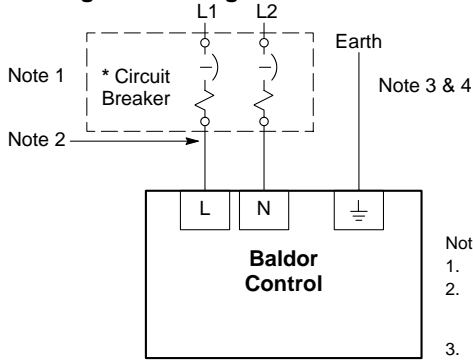 L1 L2
Earth
Note 1
* Circuit
Breaker
Note 3 & 4
Note 2
L N
Baldor
Control
Not
1.
2.
3.